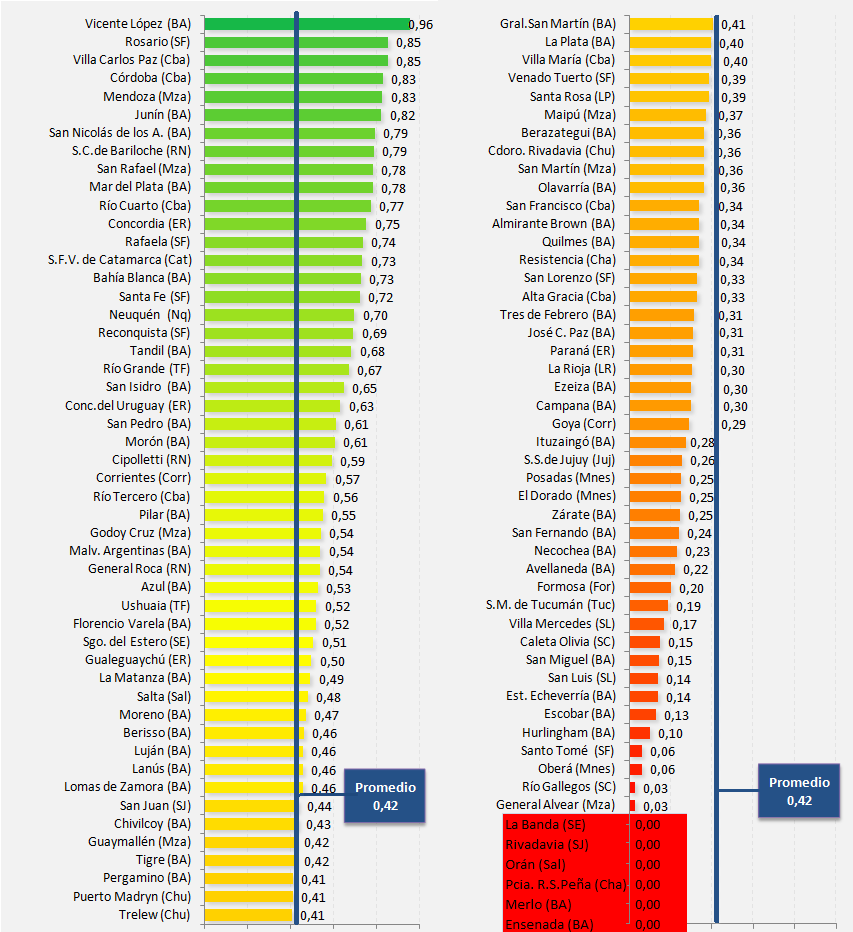 Vicente López (BA) 0,96
Rosario (SF) 0,85
Villa Carlos Paz (Cba) 0,85
Córdoba (Cba) 0,83
Mendoza (Mza) 0,83
Junín (BA) 0,82
San Nicolás de los A. (BA) 0,79
S.C.de Bariloche (RN) 0,79
San Rafael (Mza) 0,78
Mar del Plata (BA) 0,78
Río Cuarto (Cba) 0,77
Concordia (ER) 0,75
Rafaela (SF) 0,74
S.F.V. de Catamarca (Cat) 0,73
Bahía Blanca (BA) 0,73
Santa Fe (SF) 0,72
Neuquén (Nq) 0,70
Reconquista (SF) 0,69
Tandil (BA) 0,68
Río Grande (TF) 0,67
San Isidro (BA) 0,65
Conc.del Uruguay (ER) 0,63
San Pedro (BA) 0,61
Morón (BA) 0,61
Cipolletti (RN) 0,59
Corrientes (Corr) 0,57
Río Tercero (Cba) 0,56
Pilar (BA) 0,55
Godoy Cruz (Mza) 0,54
Malv. Argentinas (BA) 0,54
General Roca (RN) 0,54
Azul (BA) 0,53
Ushuaia (TF) 0,52
Florencio Varela (BA) 0,52
Sgo. del Estero (SE) 0,51
Gualeguaychú (ER) 0,50
La Matanza (BA) 0,49
Salta (Sal) 0,48
Moreno (BA) 0,47
Berisso (BA) 0,46
Luján (BA) 0,46
Lanús (BA) 0,46
Lomas de Zamora (BA) 0,46
San Juan (SJ) 0,44
Chivilcoy (BA) 0,43
Guaymallén (Mza) 0,42
Tigre (BA) 0,42
Pergamino (BA) 0,41
Puerto Madryn (Chu) 0,41
Trelew (Chu) 0,41
Promedio
0,42
Gral.San Martín (BA) 0,41
La Plata (BA) 0,40
Villa María (Cba) 0,40
Venado Tuerto (SF) 0,39
Santa Rosa (LP) 0,39
Maipú (Mza) 0,37
Berazategui (BA) 0,36
Cdoro. Rivadavia (Chu) 0,36
San Martín (Mza) 0,36
Olavarría (BA) 0,36
San Francisco (Cba) 0,34
Almirante Brown (BA) 0,34
Quilmes (BA) 0,34
Resistencia (Cha) 0,34
San Lorenzo (SF) 0,33
Alta Gracia (Cba) 0,33
Tres de Febrero (BA) 0,31
José C. Paz (BA) 0,31
Paraná (ER) 0,31
La Rioja (LR) 0,30
Ezeiza (BA) 0,30
Campana (BA) 0,30
Goya (Corr) 0,29
Ituzaingó (BA) 0,28
S.S.de Jujuy (Juj) 0,26
Posadas (Mnes) 0,25
El Dorado (Mnes) 0,25
Zárate (BA) 0,25
San Fernando (BA) 0,24
Necochea (BA) 0,23
Avellaneda (BA) 0,22
Formosa (For) 0,20
S.M. de Tucumán (Tuc) 0,19
Villa Mercedes (SL) 0,17
Caleta Olivia (SC) 0,15
San Miguel (BA) 0,15
San Luis (SL) 0,14
Est. Echeverría (BA) 0,14
Escobar (BA) 0,13
Hurlingham (BA) 0,10
Santo Tomé (SF) 0,06
Oberá (Mnes) 0,06
Río Gallegos (SC) 0,03
General Alvear (Mza) 0,03
La Banda (SE) 0,00
Rivadavia (SJ) 0,00
Orán (Sal) 0,00
Pcia. R.S.Peña (Cha) 0,00
Merlo (BA) 0,00
Ensenada (BA) 0,00
Promedio
0,42